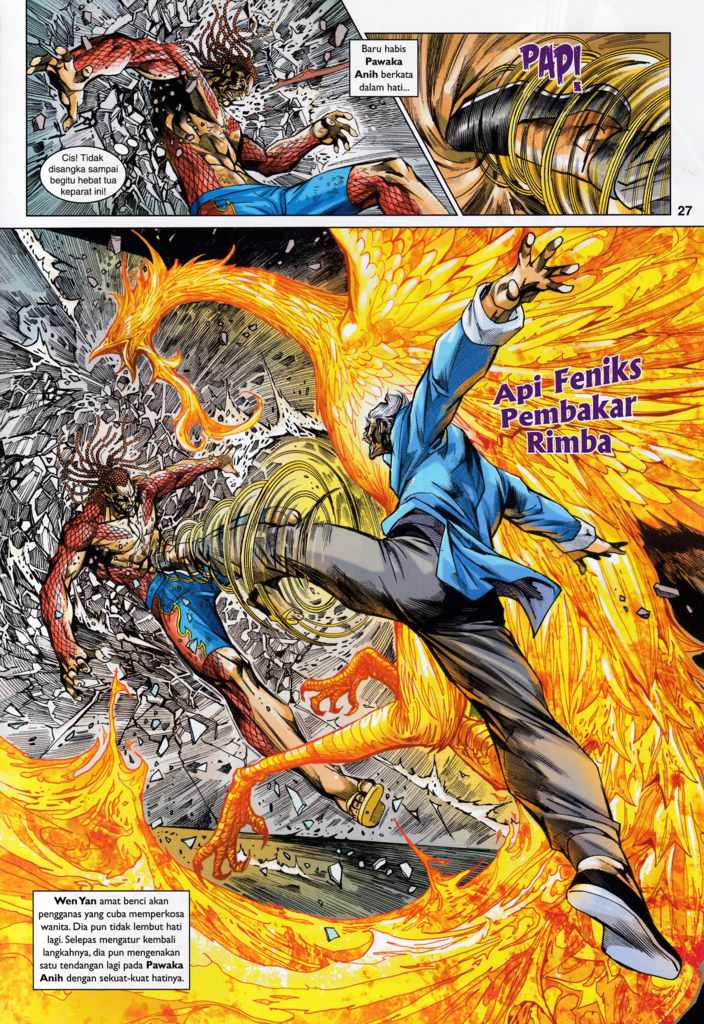 Cis! Tidak
disangka sampai
begitu hebat tua
keparat ini!
Baru habis
Pawaka
Anih berkata
dalam hati...
PAP!
27
Api Feniks
Pembakar
Rimba
Wen Yan amat benci akan
pengganas yang cuba memperkosa
wanita. Dia pun tidak lembut hati
lagi. Selepas mengatur kembali
langkahnya, dia pun mengenakan
satu tendangan lagi pada Pawaka
Anih dengan sekuat-kuat hatinya.